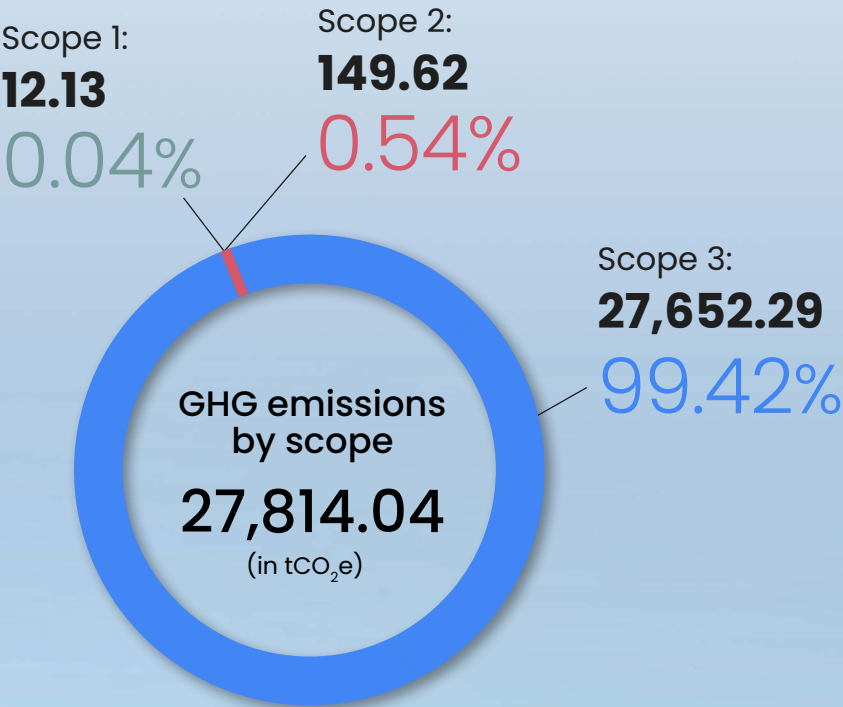 Scope 1:
12.13
0.04%
Scope 2:
149.62
0.54%
Scope 3:
27,652.29
99.42%
GHG emissions
by scope
27,814.04
(in tCO₂e)